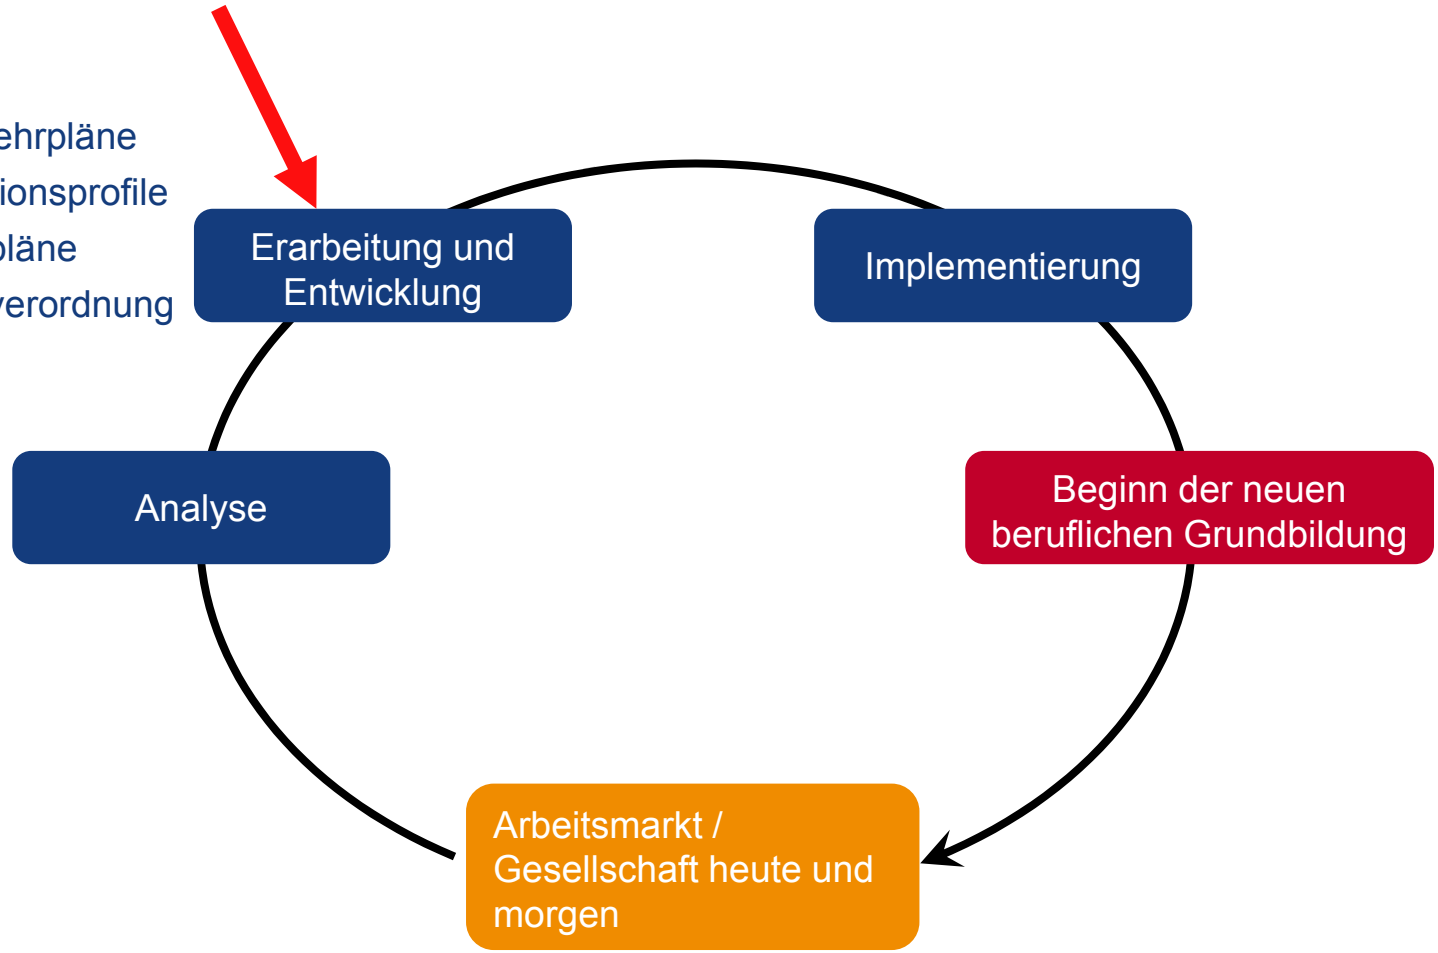 ehrpläne
ionsprofile
pläne
verordnung
Erarbeitung und
Entwicklung
Implementierung
Analyse
Beginn der neuen
beruflichen Grundbildung
Arbeitsmarkt /
Gesellschaft heute und
morgen